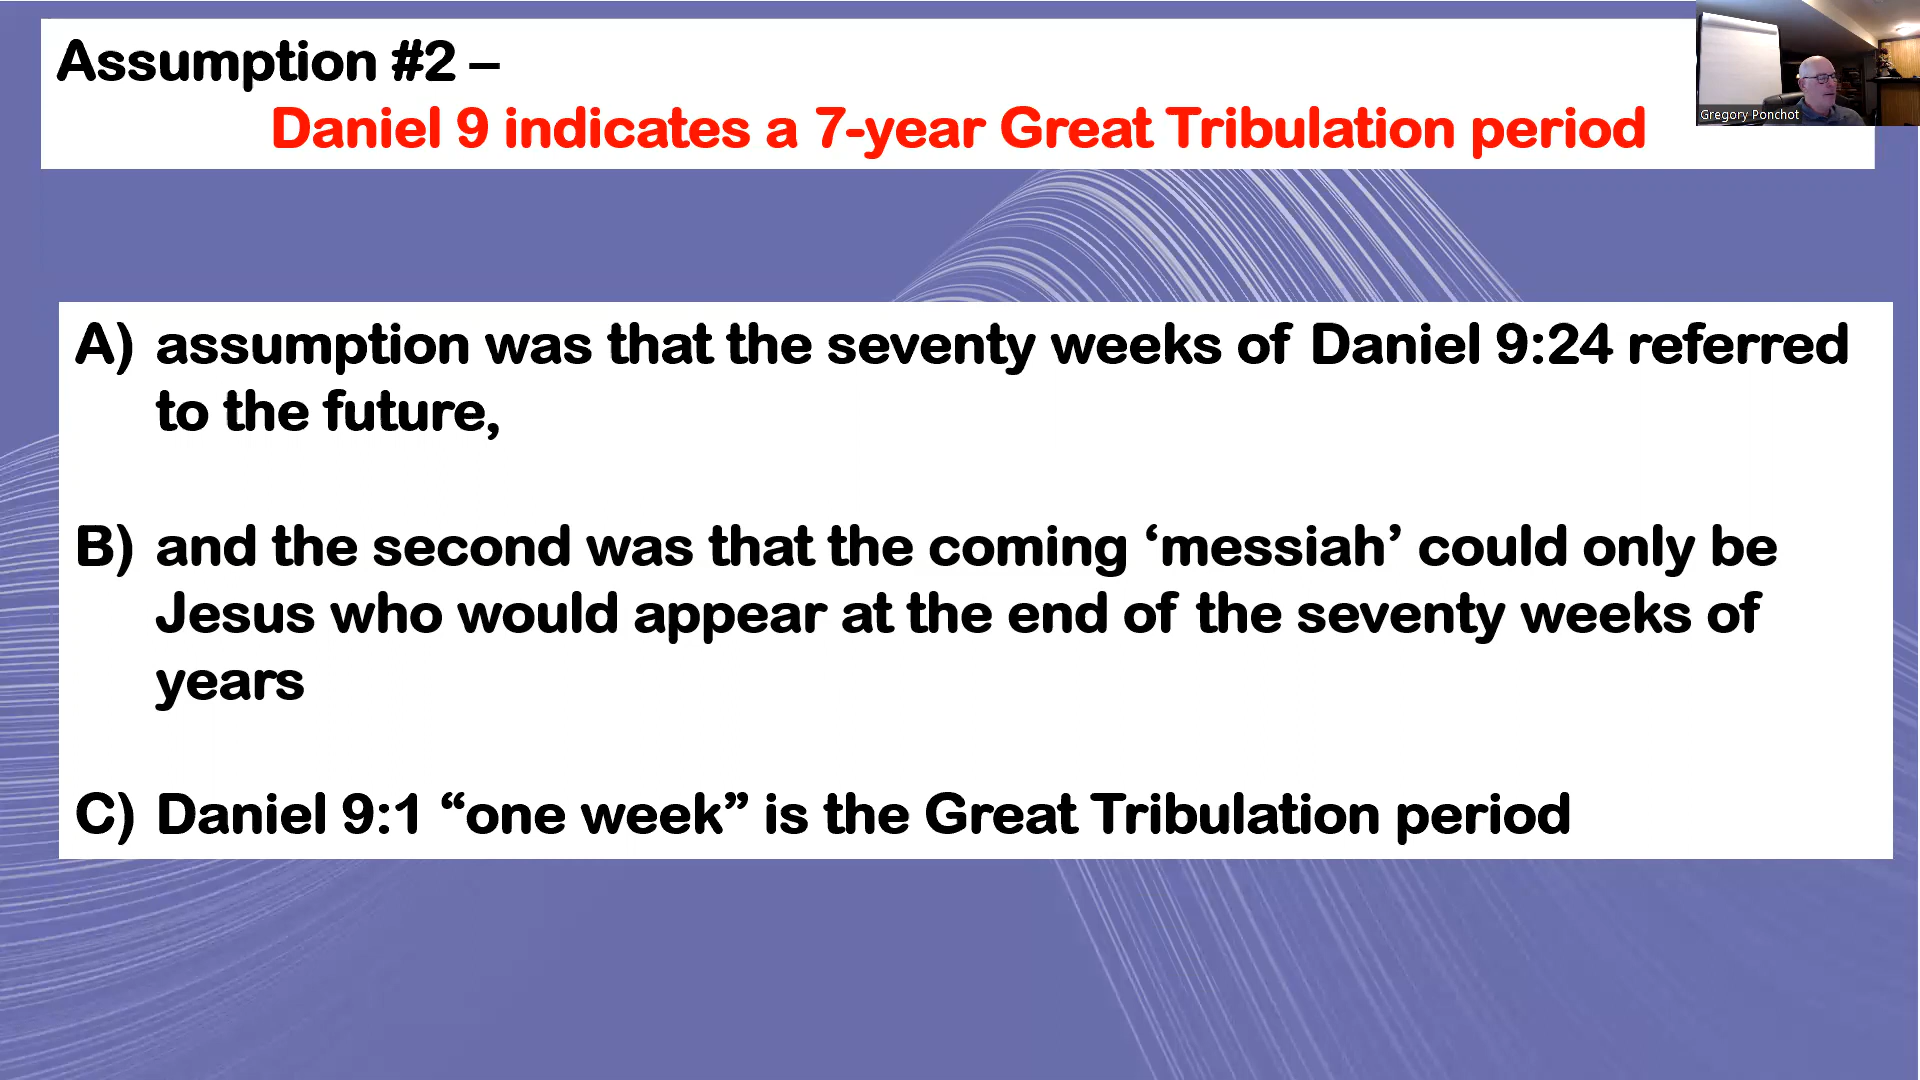 Assumption #2 –
Daniel 9 indicates a 7-year Great Tribulation period
Gregory Ponchot
A) assumption was that the seventy weeks of Daniel 9:24 referred
to the future,
B) and the second was that the coming ‘messiah’ could only be
Jesus who would appear at the end of the seventy weeks of
years
C) Daniel 9:1 “one week” is the Great Tribulation period